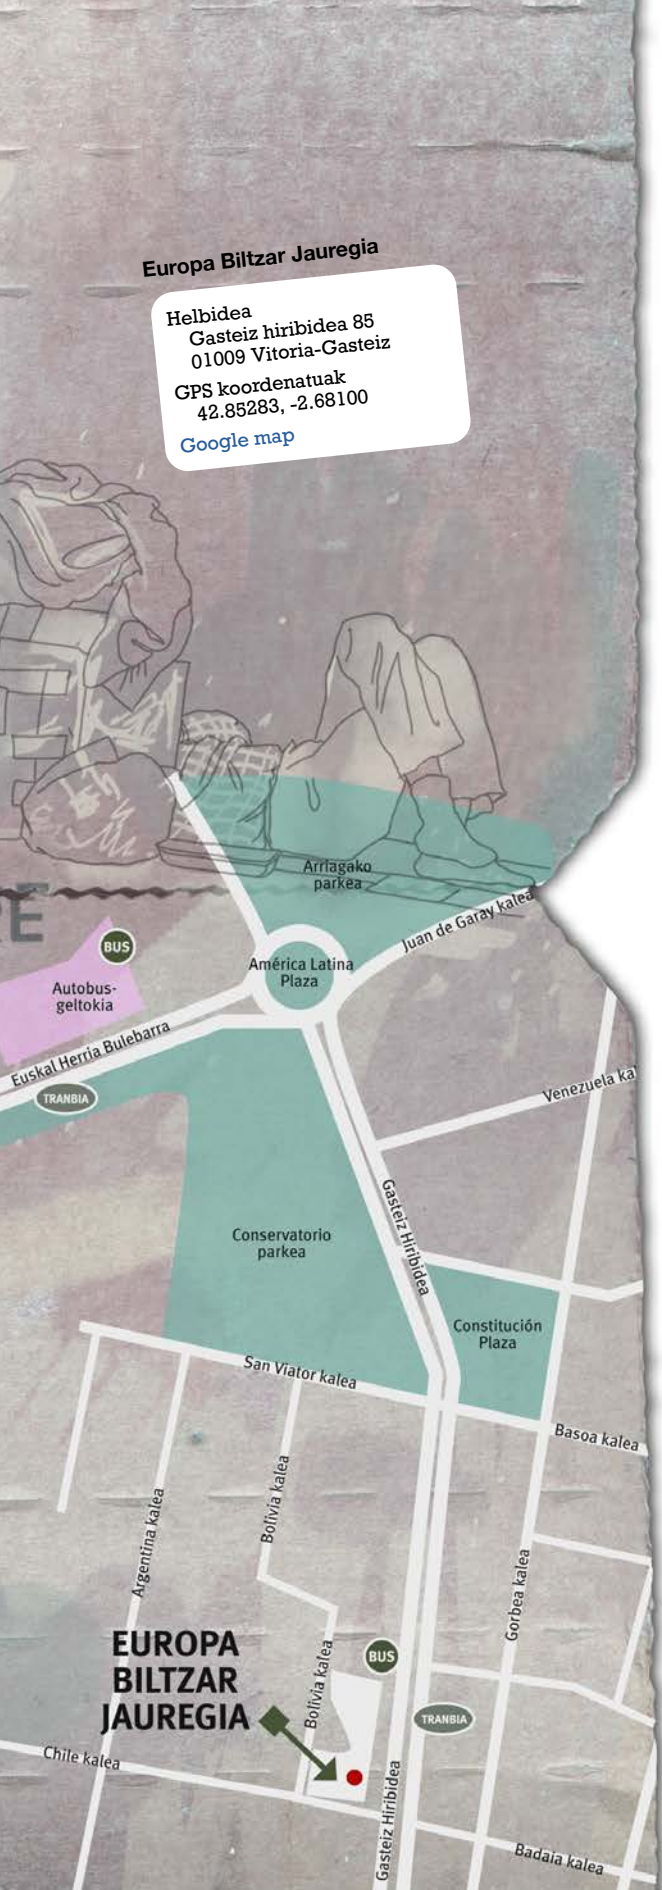 Europa Biltzar Jauregia
Helbidea
Gasteiz hiribidea 85
01009 Vitoria-Gasteiz
GPS koordenatuak
42.85283, -2.68100
Google map
Arriagako
parkea
Juan de Garay kalea
BUS
América Latina
Plaza
Autobus-
geltokia
Euskal Herria Bulebarra
TRANBIA
Venezuela ka
Gasteiz Hiribidea
Conservatorio
parkea
Constitución
Plaza
San Viator kalea
Basoa kalea
Bolivia kalea
Argentina kalea
Gorbea kalea
EUROPA
BILTZAR
JAUREGIA
Bolivia kalea
BUS
TRANBIA
Chile kalea
Gasteiz Hiribidea
Badaia kalea